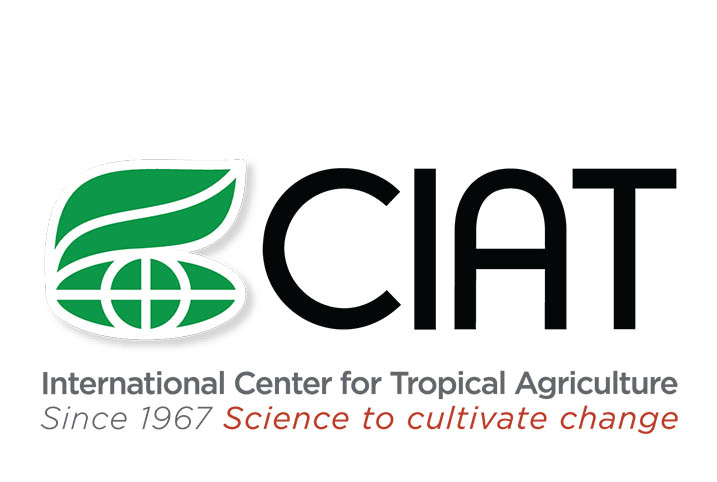 CIAT
International Center for Tropical Agriculture
Since 1967 Science to cultivate change